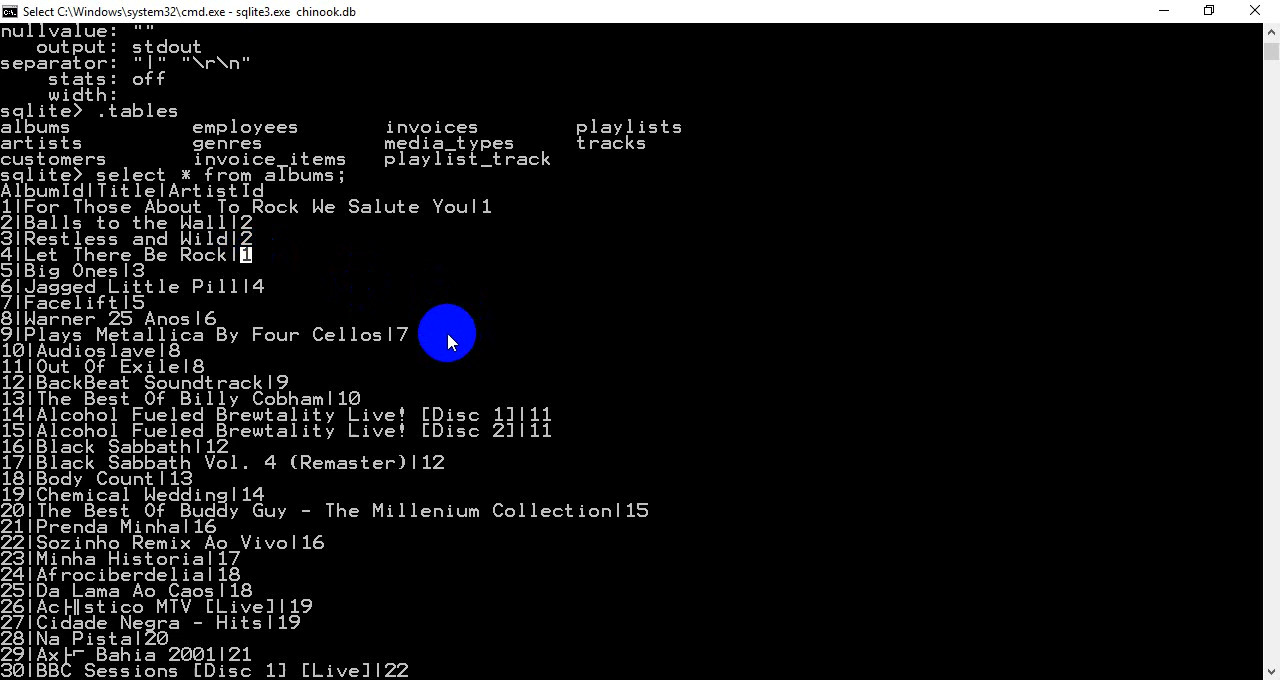 Select C:\Windows\system32\cmd.exe - sqlite3.exe chinook.db
nullvalue: ""
output: stdout
separator: "|" "\r\n"
stats: off
width:
sqlite> .tables
albums employees invoices playlists
artists genres media_types tracks
customers invoice_items playlist_track
sqlite> select * from albums;
AlbumId|Title|ArtistId
1|For Those About To Rock We Salute You|1
2|Balls to the Wall|2
3|Restless and Wild|2
4|Let There Be Rock|1
5|Big Ones|3
6|Jagged Little Pill|4
7|Facelift|5
8|Warner 25 Anos|6
9|Plays Metallica By Four Cellos|7
10|Audioslave|8
11|Out Of Exile|8
12|BackBeat Soundtrack|9
13|The Best Of Billy Cobham|10
14|Alcohol Fueled Brewtality Live! [Disc 1]|11
15|Alcohol Fueled Brewtality Live! [Disc 2]|11
16|Black Sabbath|12
17|Black Sabbath Vol. 4 (Remaster)|12
18|Body Count|13
19|Chemical Wedding|14
20|The Best Of Buddy Guy - The Millenium Collection|15
21|Prenda Minha|16
22|Sozinho Remix Ao Vivo|16
23|Minha Historia|17
24|Afrociberdelia|18
25|Da Lama Ao Caos|18
26|Ac├║stico MTV [Live]|19
27|Cidade Negra - Hits|19
28|Na Pista|20
29|Ax├⌐ Bahia 2001|21
30|BBC Sessions [Disc 1] [Live]|22